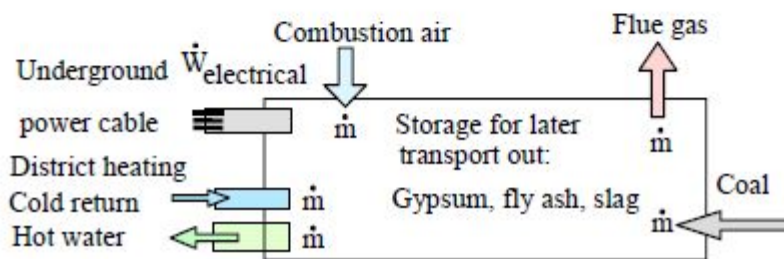 Combustion air
Flue gas
Underground Ẇelectrical
power cable
ṁ
Storage for later
transport out:
ṁ
District heating
Cold return
ṁ
Gypsum, fly ash, slag
Coal
Hot water
ṁ
ṁ